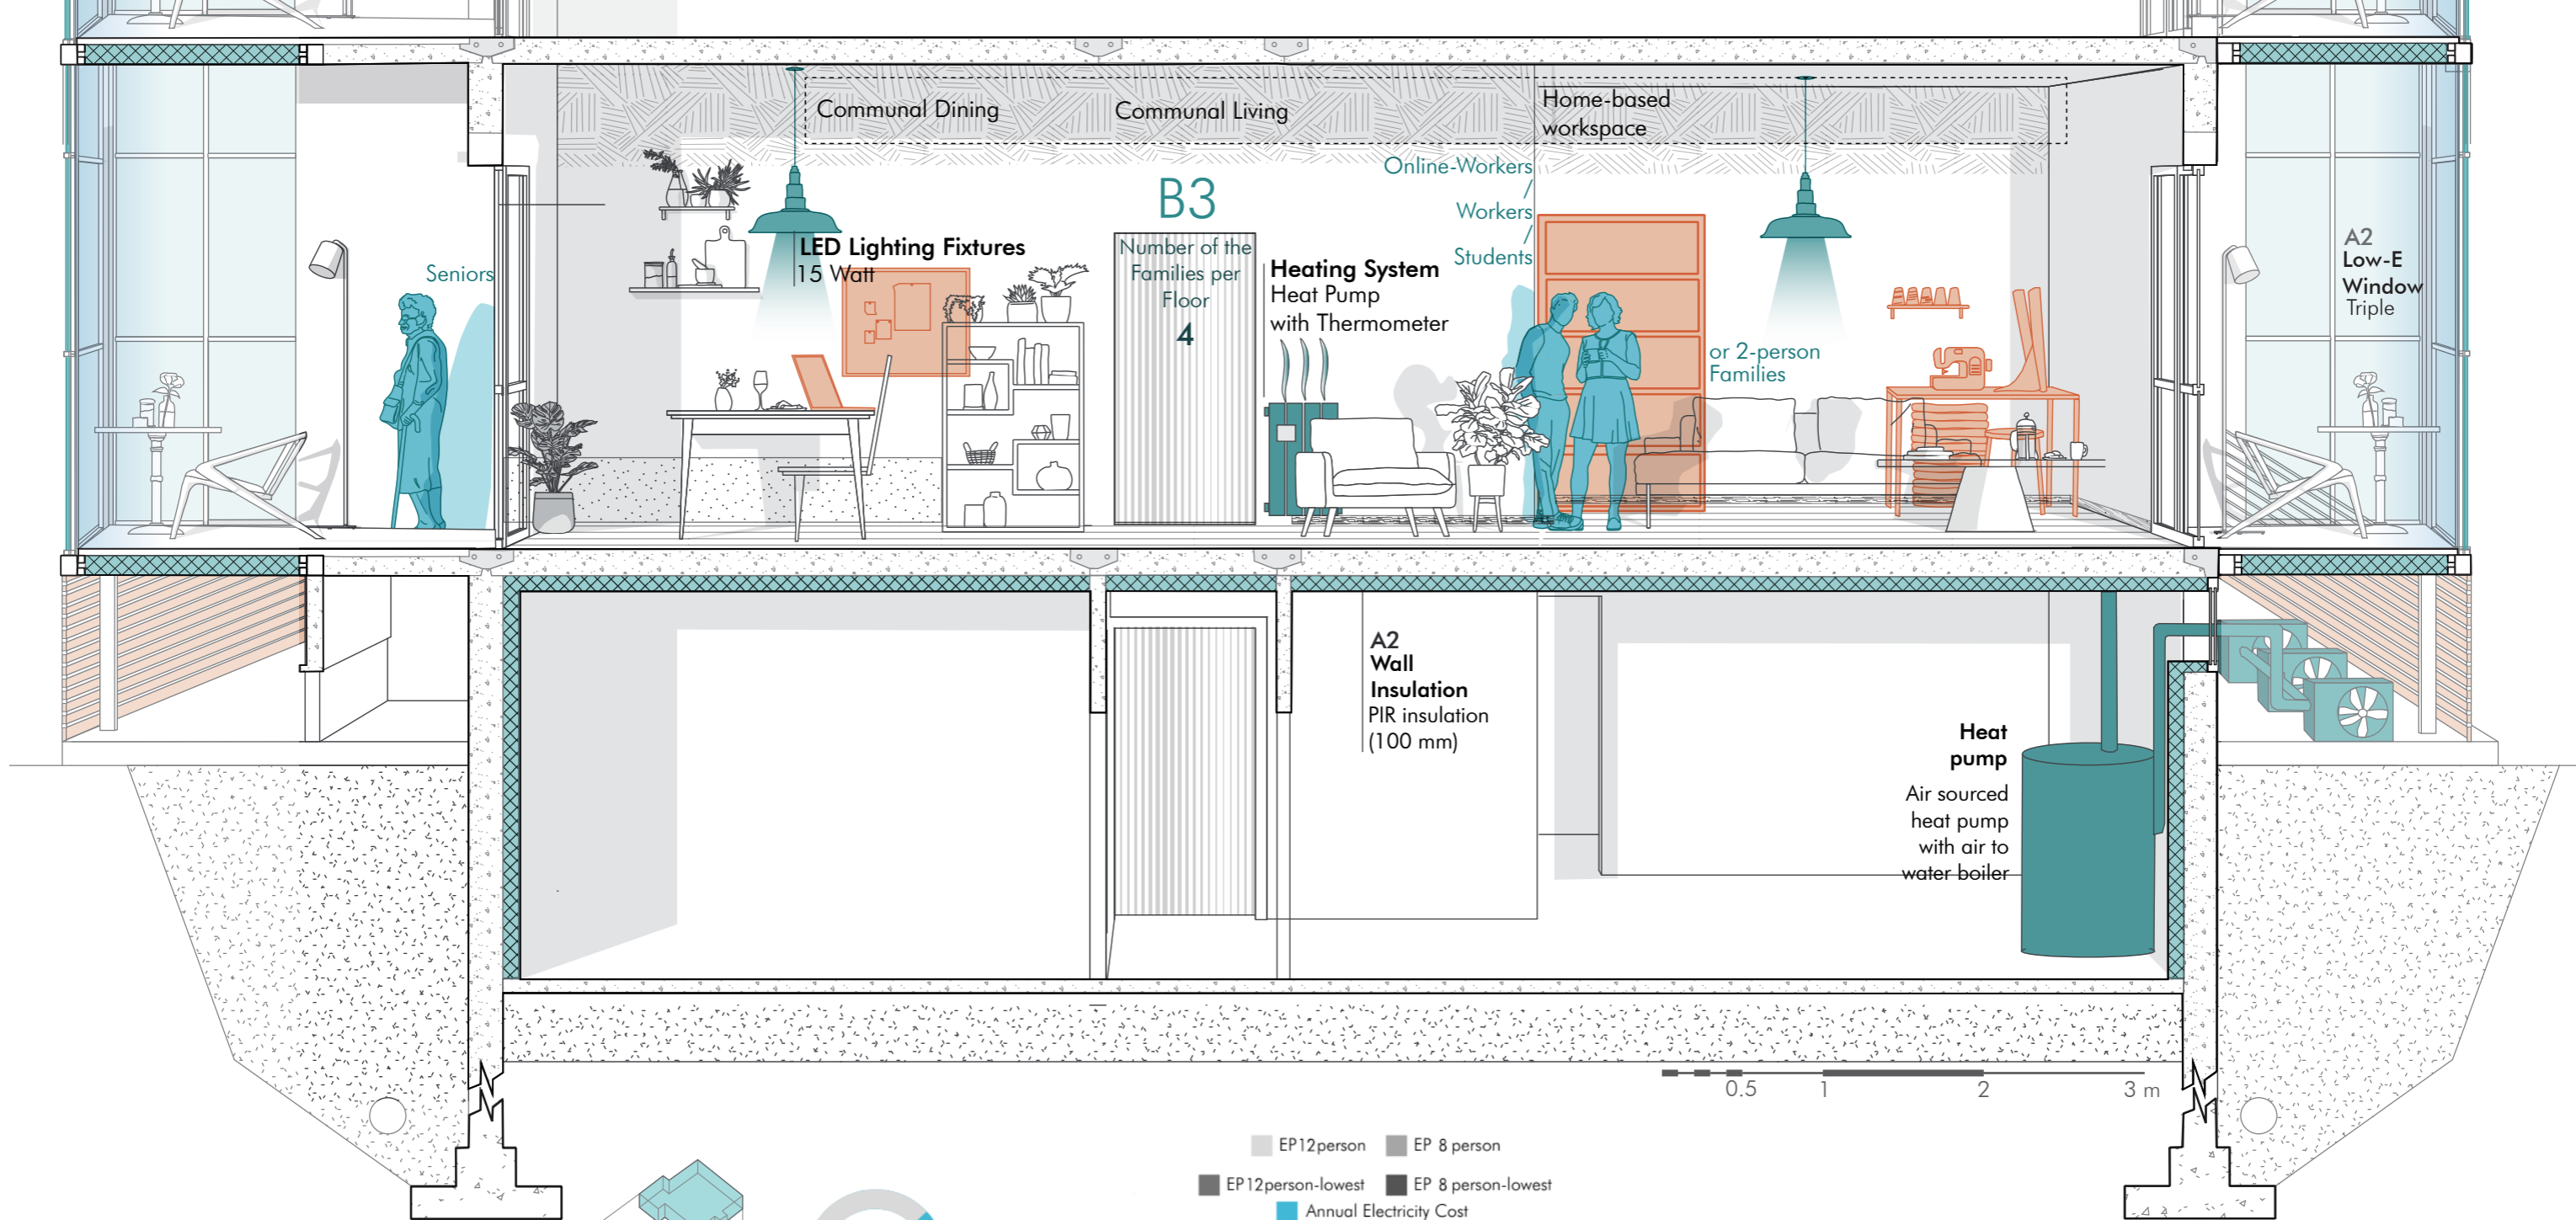 Communal Dining
Communal Living
Home-based
workspace
Online-Workers
/
Workers
/
Students
B3
Number of the
Families per
Floor
4
LED Lighting Fixtures
15 Watt
Heating System
Heat Pump
with Thermometer
Seniors
or 2-person
Families
A2
Low-E
Window
Triple
A2
Wall
Insulation
PIR insulation
(100 mm)
Heat
pump
Air sourced
heat pump
with air to
water boiler
0.5 1 2 3 m
EP12person EP 8 person
EP12person-lowest EP 8 person-lowest
Annual Electricity Cost